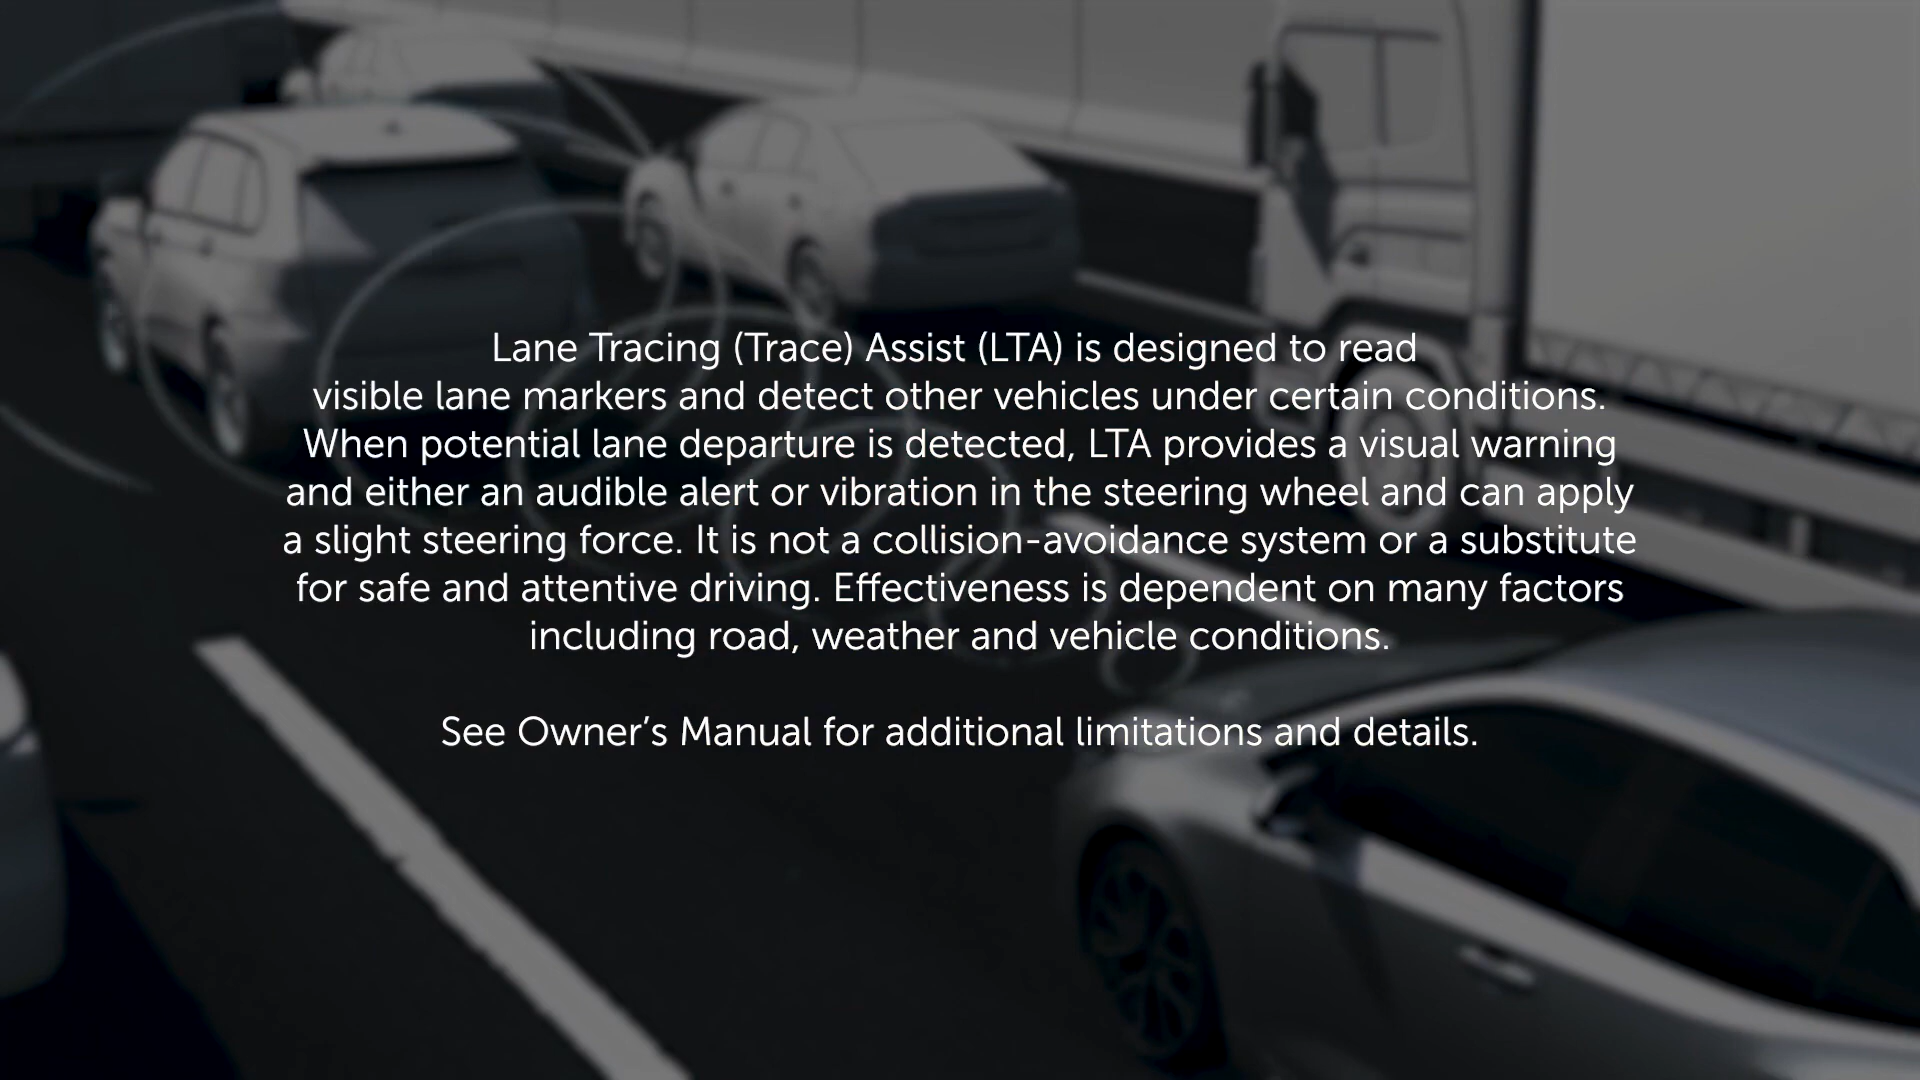 Lane Tracing (Trace) Assist (LTA) is designed to read
visible lane markers and detect other vehicles under certain conditions.
When potential lane departure is detected, LTA provides a visual warning
and either an audible alert or vibration in the steering wheel and can apply
a slight steering force. It is not a collision-avoidance system or a substitute
for safe and attentive driving. Effectiveness is dependent on many factors
including road, weather and vehicle conditions.
See Owner’s Manual for additional limitations and details.